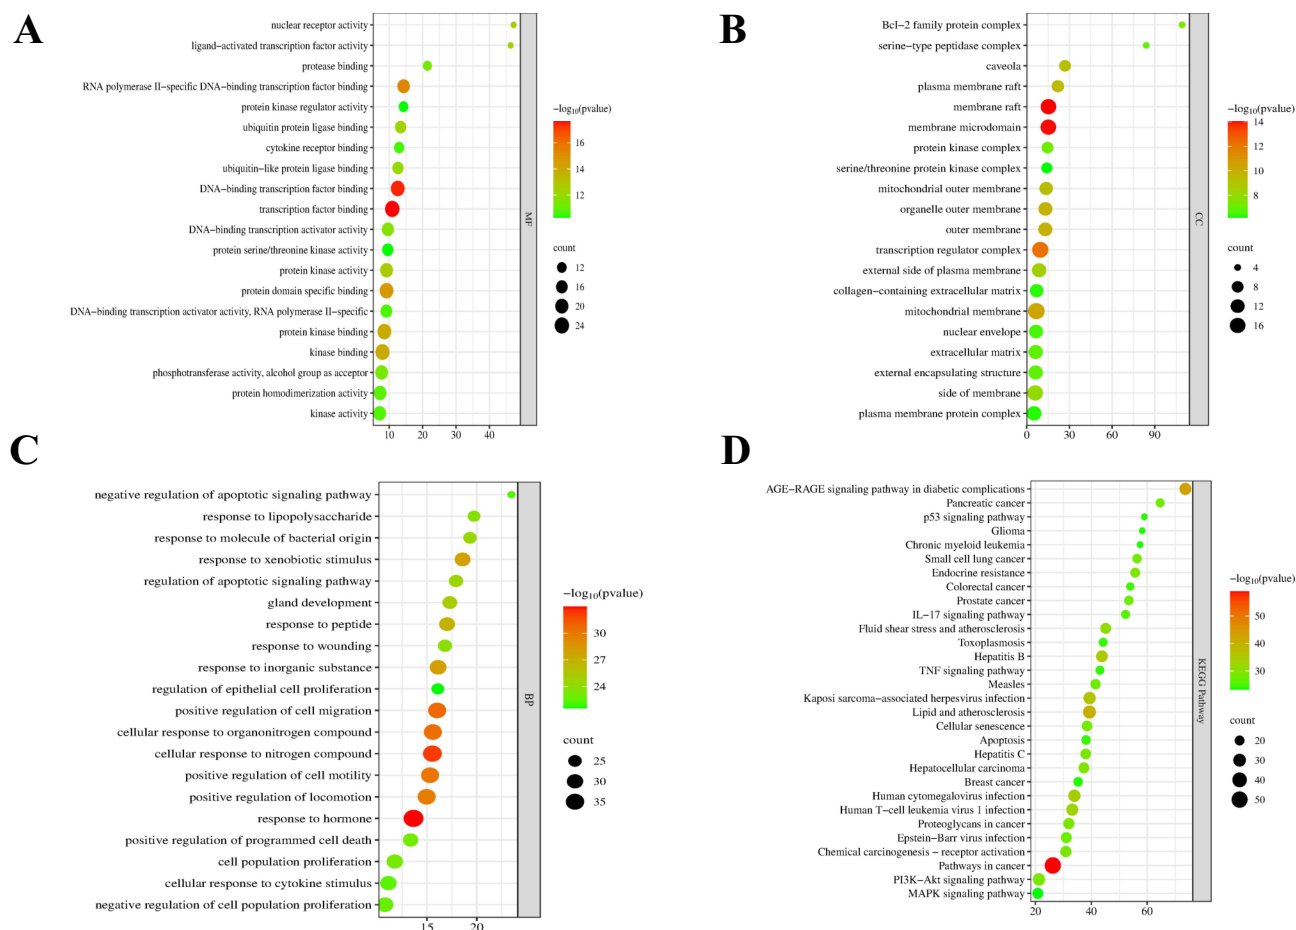 A
nuclear receptor activity
ligand−activated transcription factor activity
protease binding
RNA polymerase II−specific DNA−binding transcription factor binding
protein kinase regulator activity
ubiquitin protein ligase binding
cytokine receptor binding
ubiquitin−like protein ligase binding
DNA−binding transcription factor binding
transcription factor binding
DNA−binding transcription activator activity
protein serine/threonine kinase activity
protein kinase activity
protein domain specific binding
DNA−binding transcription activator activity, RNA polymerase II−specific
protein kinase binding
kinase binding
phosphotransferase activity, alcohol group as acceptor
protein homodimerization activity
kinase activity
10 20 30 40
MF
−log10(pvalue)
16
14
12
count
12
16
20
24
B
Bcl−2 family protein complex
serine−type peptidase complex
caveola
plasma membrane raft
membrane raft
membrane microdomain
protein kinase complex
serine/threonine protein kinase complex
mitochondrial outer membrane
organelle outer membrane
outer membrane
transcription regulator complex
external side of plasma membrane
collagen−containing extracellular matrix
mitochondrial membrane
nuclear envelope
extracellular matrix
external encapsulating structure
side of membrane
plasma membrane protein complex
0 30 60 90
CC
−log10(pvalue)
14
12
10
8
count
4
8
12
16
C
negative regulation of apoptotic signaling pathway
response to lipopolysaccharide
response to molecule of bacterial origin
response to xenobiotic stimulus
regulation of apoptotic signaling pathway
gland development
response to peptide
response to wounding
response to inorganic substance
regulation of epithelial cell proliferation
positive regulation of cell migration
cellular response to organonitrogen compound
cellular response to nitrogen compound
positive regulation of cell motility
positive regulation of locomotion
response to hormone
positive regulation of programmed cell death
cell population proliferation
cellular response to cytokine stimulus
negative regulation of cell population proliferation
15 20
BP
−log10(pvalue)
30
27
24
count
25
30
35
D
AGE−RAGE signaling pathway in diabetic complications
Pancreatic cancer
p53 signaling pathway
Glioma
Chronic myeloid leukemia
Small cell lung cancer
Endocrine resistance
Colorectal cancer
Prostate cancer
IL−17 signaling pathway
Fluid shear stress and atherosclerosis
Toxoplasmosis
Hepatitis B
TNF signaling pathway
Measles
Kaposi sarcoma−associated herpesvirus infection
Lipid and atherosclerosis
Cellular senescence
Apoptosis
Hepatitis C
Hepatocellular carcinoma
Breast cancer
Human cytomegalovirus infection
Human T−cell leukemia virus 1 infection
Proteoglycans in cancer
Epstein−Barr virus infection
Chemical carcinogenesis − receptor activation
Pathways in cancer
PI3K−Akt signaling pathway
MAPK signaling pathway
20 40 60
KEGG Pathway
−log10(pvalue)
50
40
30
count
20
30
40
50